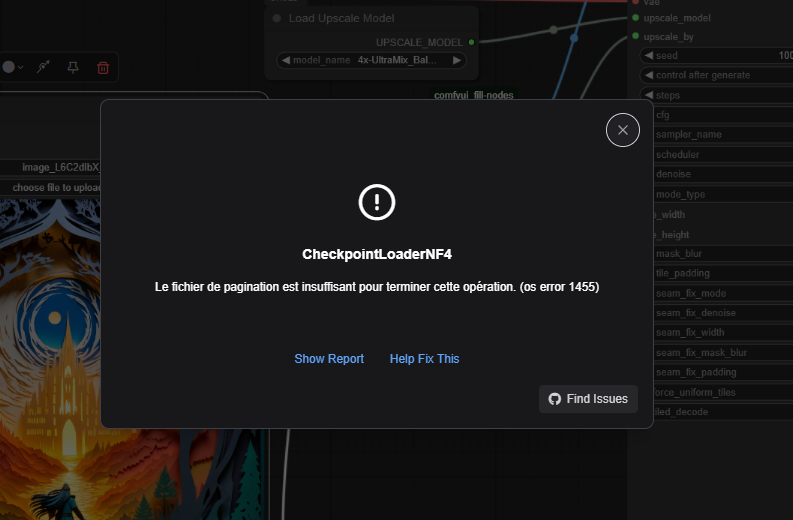 Load Upscale Model
UPSCALE_MODEL
model_name 4x-UltraMix_Bal...
comfyui_fill-nodes
image_L6C2dlbX
choose file to upload
vae
upscale_model
upscale_by
seed 100
control after generate
steps
cfg
sampler_name
scheduler
denoise
mode_type
e_width
e_height
mask_blur
tile_padding
seam_fix_mode
seam_fix_denoise
seam_fix_width
seam_fix_mask_blur
seam_fix_padding
force_uniform_tiles
tiled_decode
CheckpointLoaderNF4
Le fichier de pagination est insuffisant pour terminer cette opération. (os error 1455)
Show Report
Help Fix This
Find Issues